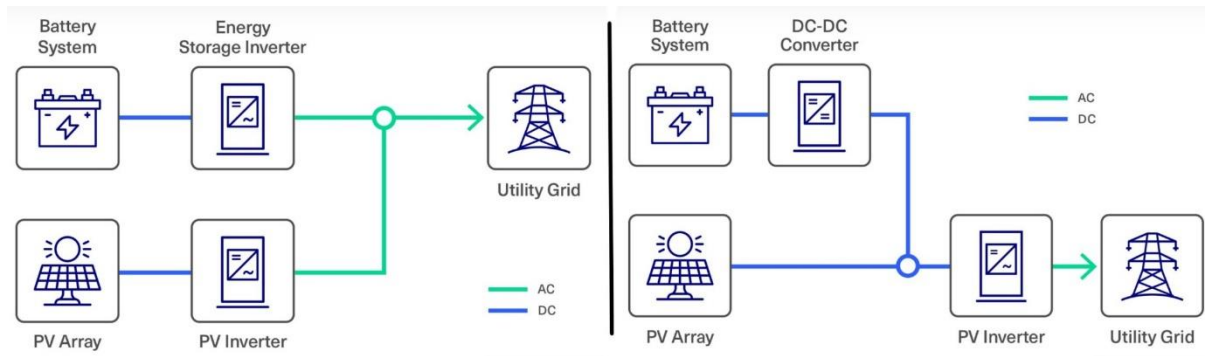 Battery
System
Energy
Storage Inverter
Utility Grid
PV Array
PV Inverter
AC
DC
Battery
System
DC-DC
Converter
AC
DC
PV Array
PV Inverter
Utility Grid